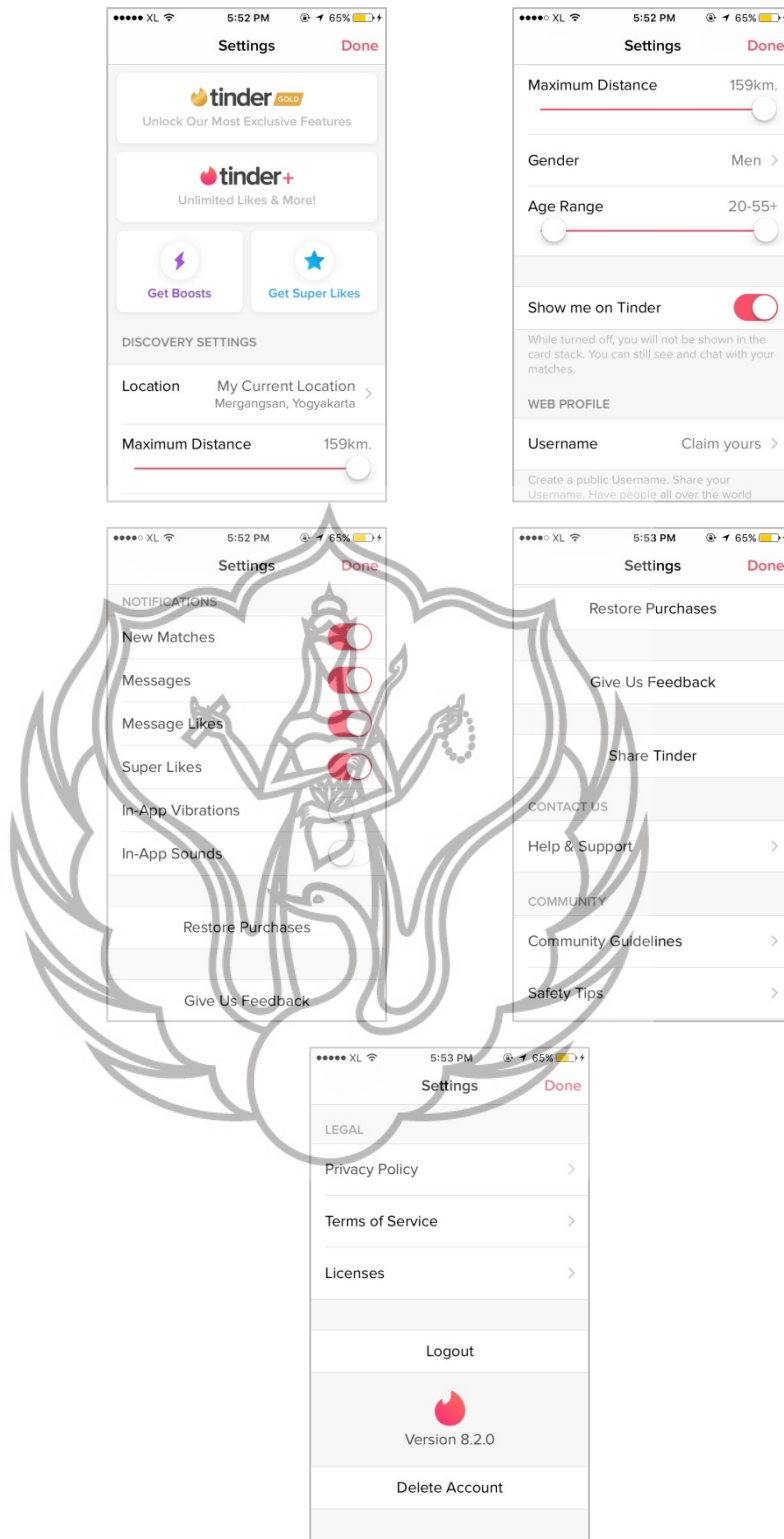 XL 5:52 PM 65%
Settings Done
tinder GOLD
Unlock Our Most Exclusive Features
tinder+
Unlimited Likes & More!
Get Boosts Get Super Likes
DISCOVERY SETTINGS
Location My Current Location
Mergangsan, Yogyakarta
Maximum Distance 159km.
XL 5:52 PM 65%
Settings Done
Maximum Distance 159km.
Gender Men
Age Range 20-55+
Show me on Tinder
While turned off, you will not be shown in the
card stack. You can still see and chat with your
matches.
WEB PROFILE
Username Claim yours
Create a public Username. Share your
Username. Have people all over the world
XL 5:52 PM 65%
Settings Done
NOTIFICATIONS
New Matches
Messages
Message Likes
Super Likes
In-App Vibrations
In-App Sounds
Restore Purchases
Give Us Feedback
XL 5:53 PM 65%
Settings Done
Restore Purchases
Give Us Feedback
Share Tinder
CONTACT US
Help & Support
COMMUNITY
Community Guidelines
Safety Tips
XL 5:53 PM 65%
Settings Done
LEGAL
Privacy Policy
Terms of Service
Licenses
Logout
Version 8.2.0
Delete Account